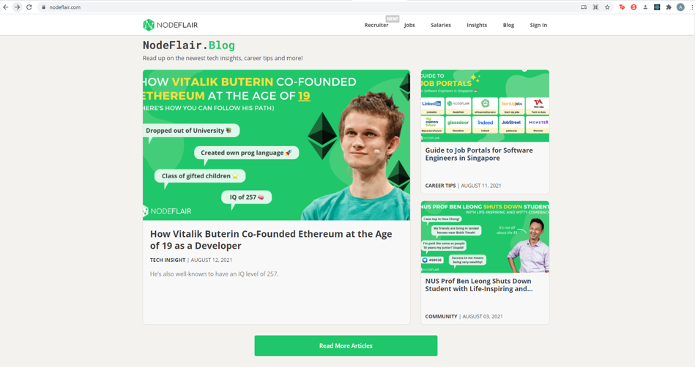 nodeflair.com
NODEFLAIR
Recruiter
NEW!
Jobs
Salaries
Insights
Blog
Sign in
NodeFlair.Blog
Read up on the newest tech insights, career tips and more!
HOW VITALIK BUTERIN CO-FOUNDED
ETHEREUM AT THE AGE OF 19
(HERE'S HOW YOU CAN FOLLOW HIS PATH)
Dropped out of University
Created own prog language
Class of gifted children
IQ of 257
NODEFLAIR
How Vitalik Buterin Co-Founded Ethereum at the Age
of 19 as a Developer
TECH INSIGHT | AUGUST 12, 2021
He's also well-known to have an IQ level of 257.
GUIDE TO
JOB PORTALS
LinkedIn
NODEFLAIR
glassdoor
Indeed
JobStreet
MONSTER
Guide to Job Portals for Software
Engineers in Singapore
CAREER TIPS | AUGUST 11, 2021
NUS PROF BEN LEONG SHUTS DOWN STUDENT
NUS Prof Ben Leong Shuts Down
Student with Life-Inspiring and...
COMMUNITY | AUGUST 03, 2021
Read More Articles